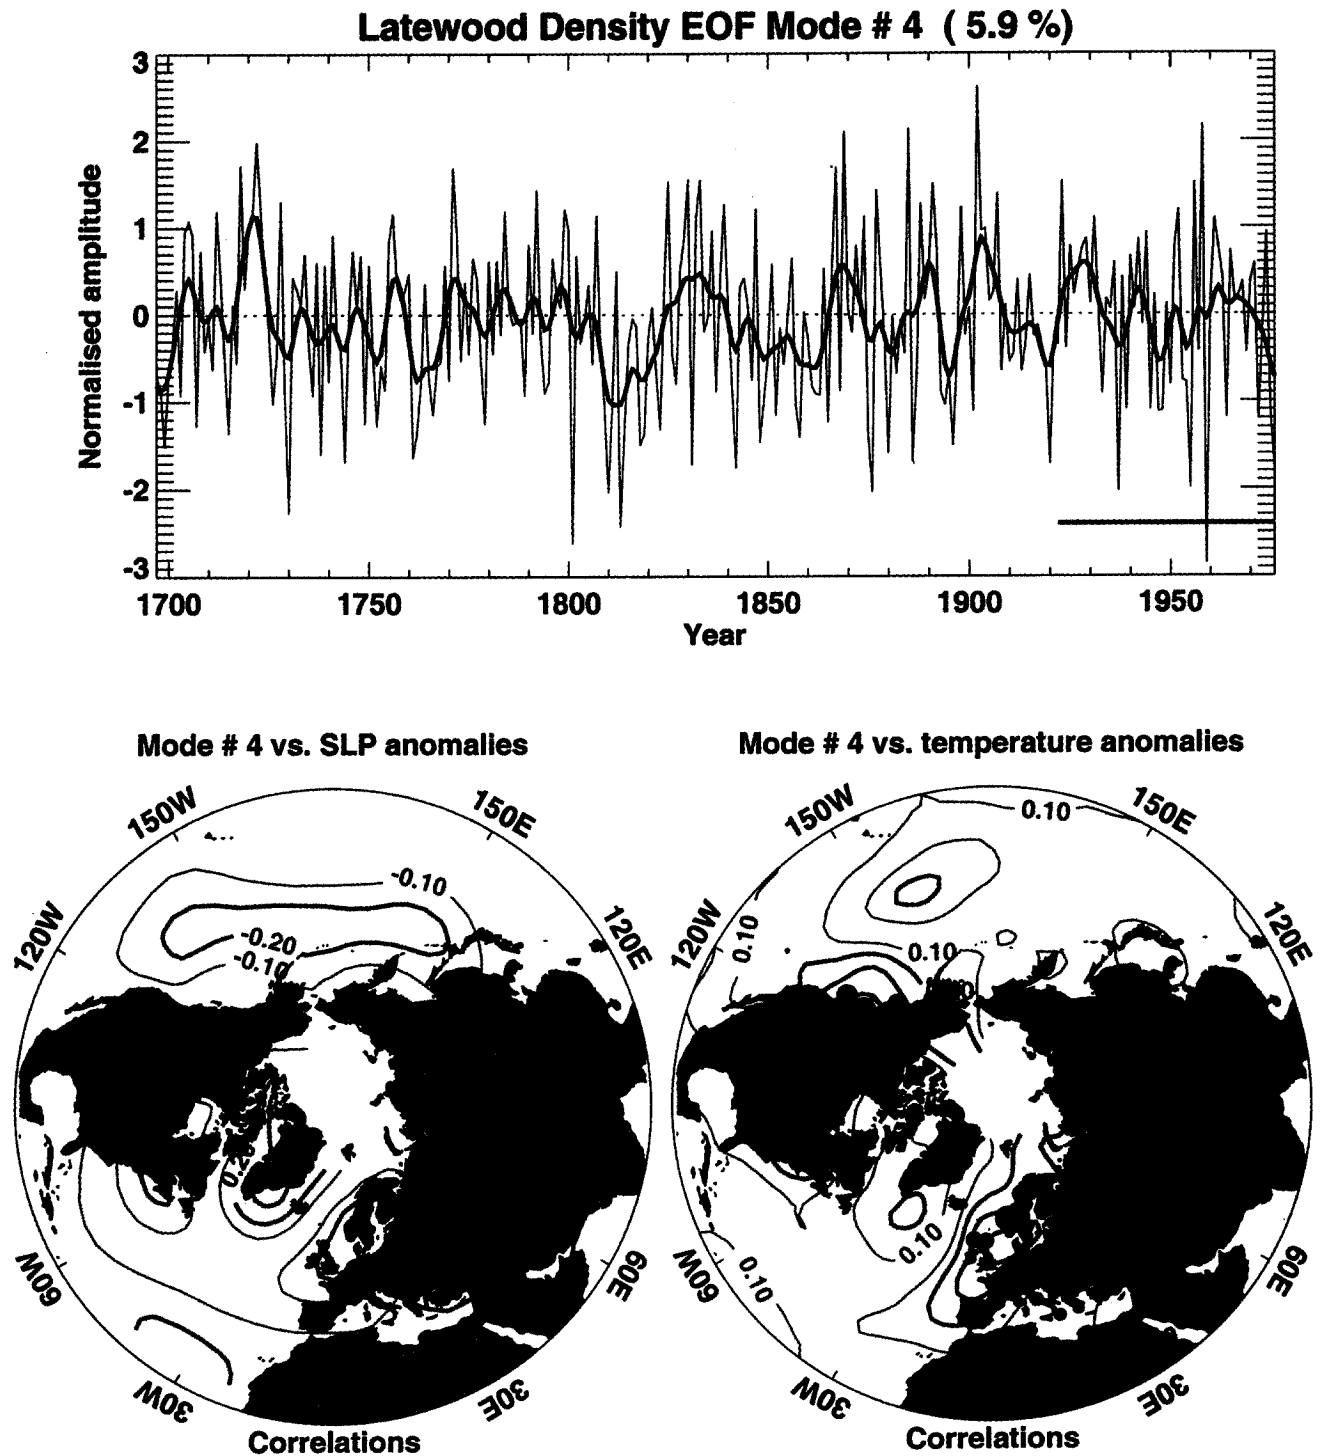 Latewood Density EOF Mode # 4 ( 5.9 %)
Normalised amplitude
3
2
1
0
-1
-2
-3
1700 1750 1800 1850 1900 1950
Year
Mode # 4 vs. SLP anomalies
150W 150E
120W 120E
-0.10
-0.20
-0.10
60W 60E
30W 30E
Correlations
Mode # 4 vs. temperature anomalies
150W 150E
0.10
120W 120E
0.10
0.10
0.10
0.10
60W 60E
30W 30E
Correlations